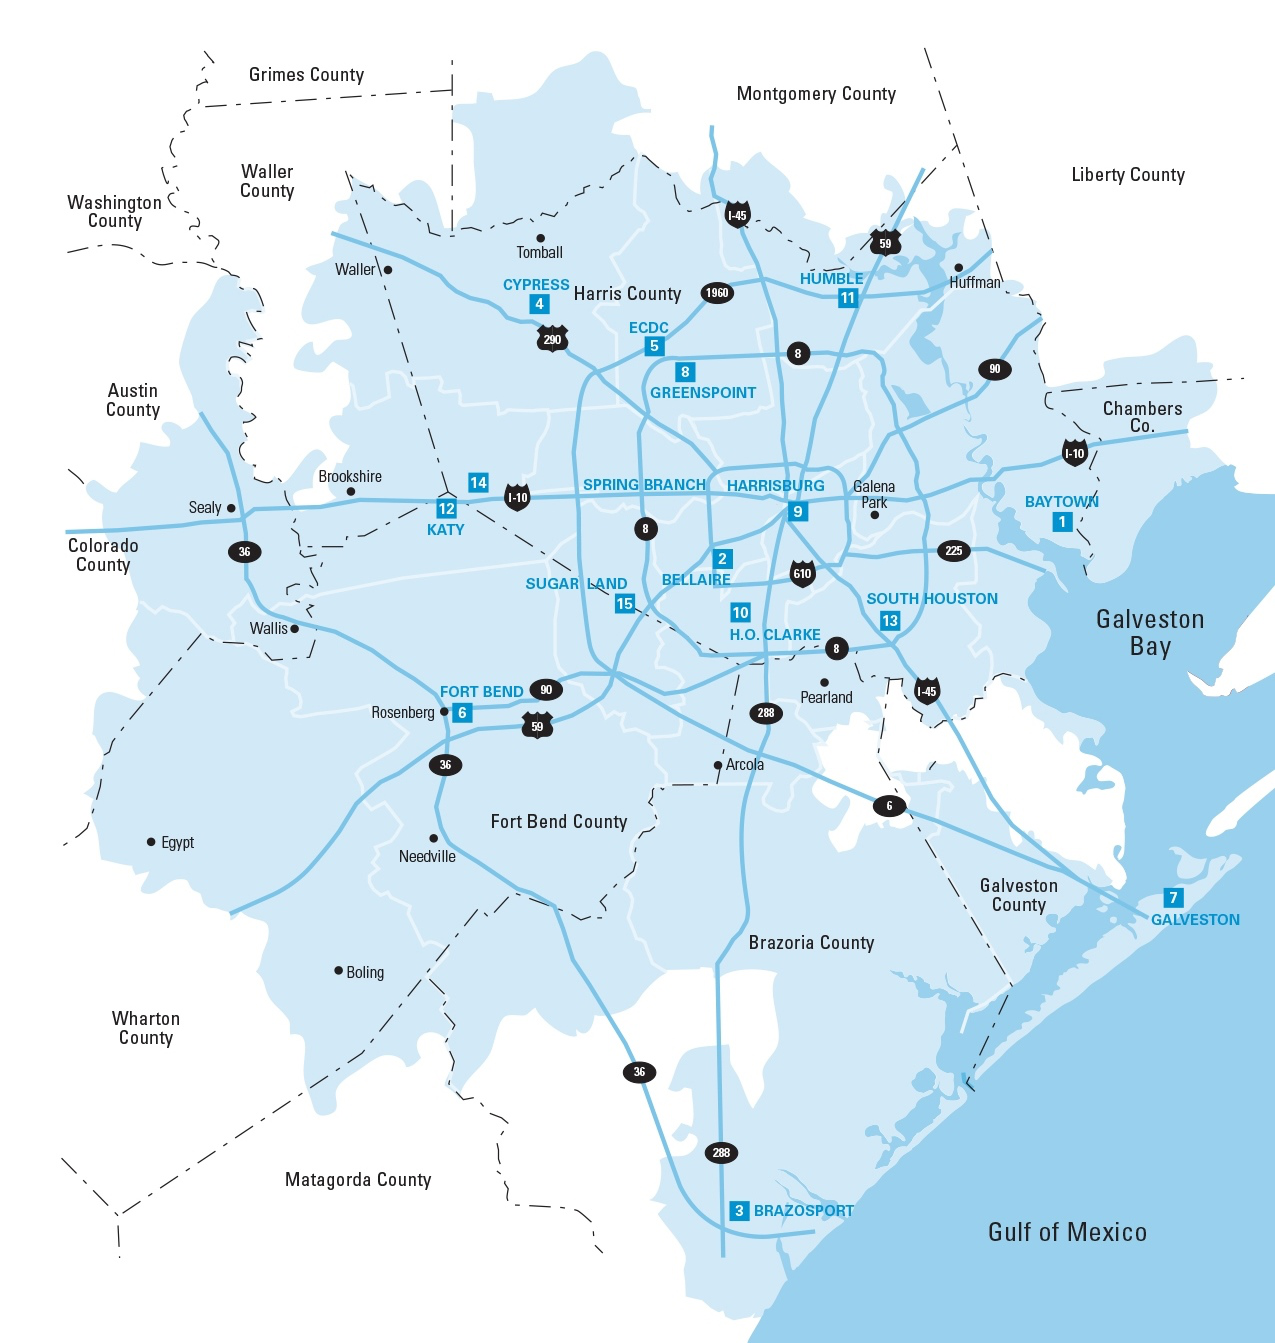 Grimes County
Montgomery County
Waller
County
Liberty County
Washington
County
I-45
59
Tomball
Waller
CYPRESS
4
Harris County
1960
HUMBLE
11
Huffman
290
ECDC
5
8
8
GREENSPOINT
90
Austin
County
Chambers
Co.
I-10
Brookshire
14
I-10
SPRING BRANCH
HARRISBURG
9
Galena
Park
Sealy
12
KATY
BAYTOWN
1
8
Colorado
County
36
225
2
BELLAIRE
610
SUGAR LAND
15
10
H.O. CLARKE
SOUTH HOUSTON
13
Galveston
Bay
Wallis
8
FORT BEND
6
90
Rosenberg
59
Pearland
I-45
288
36
Arcola
6
Fort Bend County
Egypt
Needville
Galveston
County
7
GALVESTON
Brazoria County
Boling
Wharton
County
36
288
Matagorda County
3
BRAZOSPORT
Gulf of Mexico